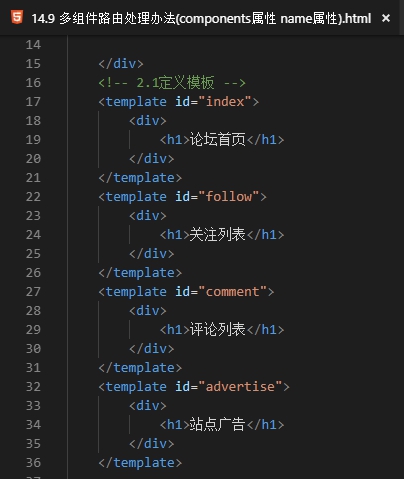 14.9 多组件路由处理办法(components属性 name属性).html ×
14
15 </div>
16 <!-- 2.1定义模板 -->
17 <template id="index">
18 <div>
19 <h1>论坛首页</h1>
20 </div>
21 </template>
22 <template id="follow">
23 <div>
24 <h1>关注列表</h1>
25 </div>
26 </template>
27 <template id="comment">
28 <div>
29 <h1>评论列表</h1>
30 </div>
31 </template>
32 <template id="advertise">
33 <div>
34 <h1>站点广告</h1>
35 </div>
36 </template>